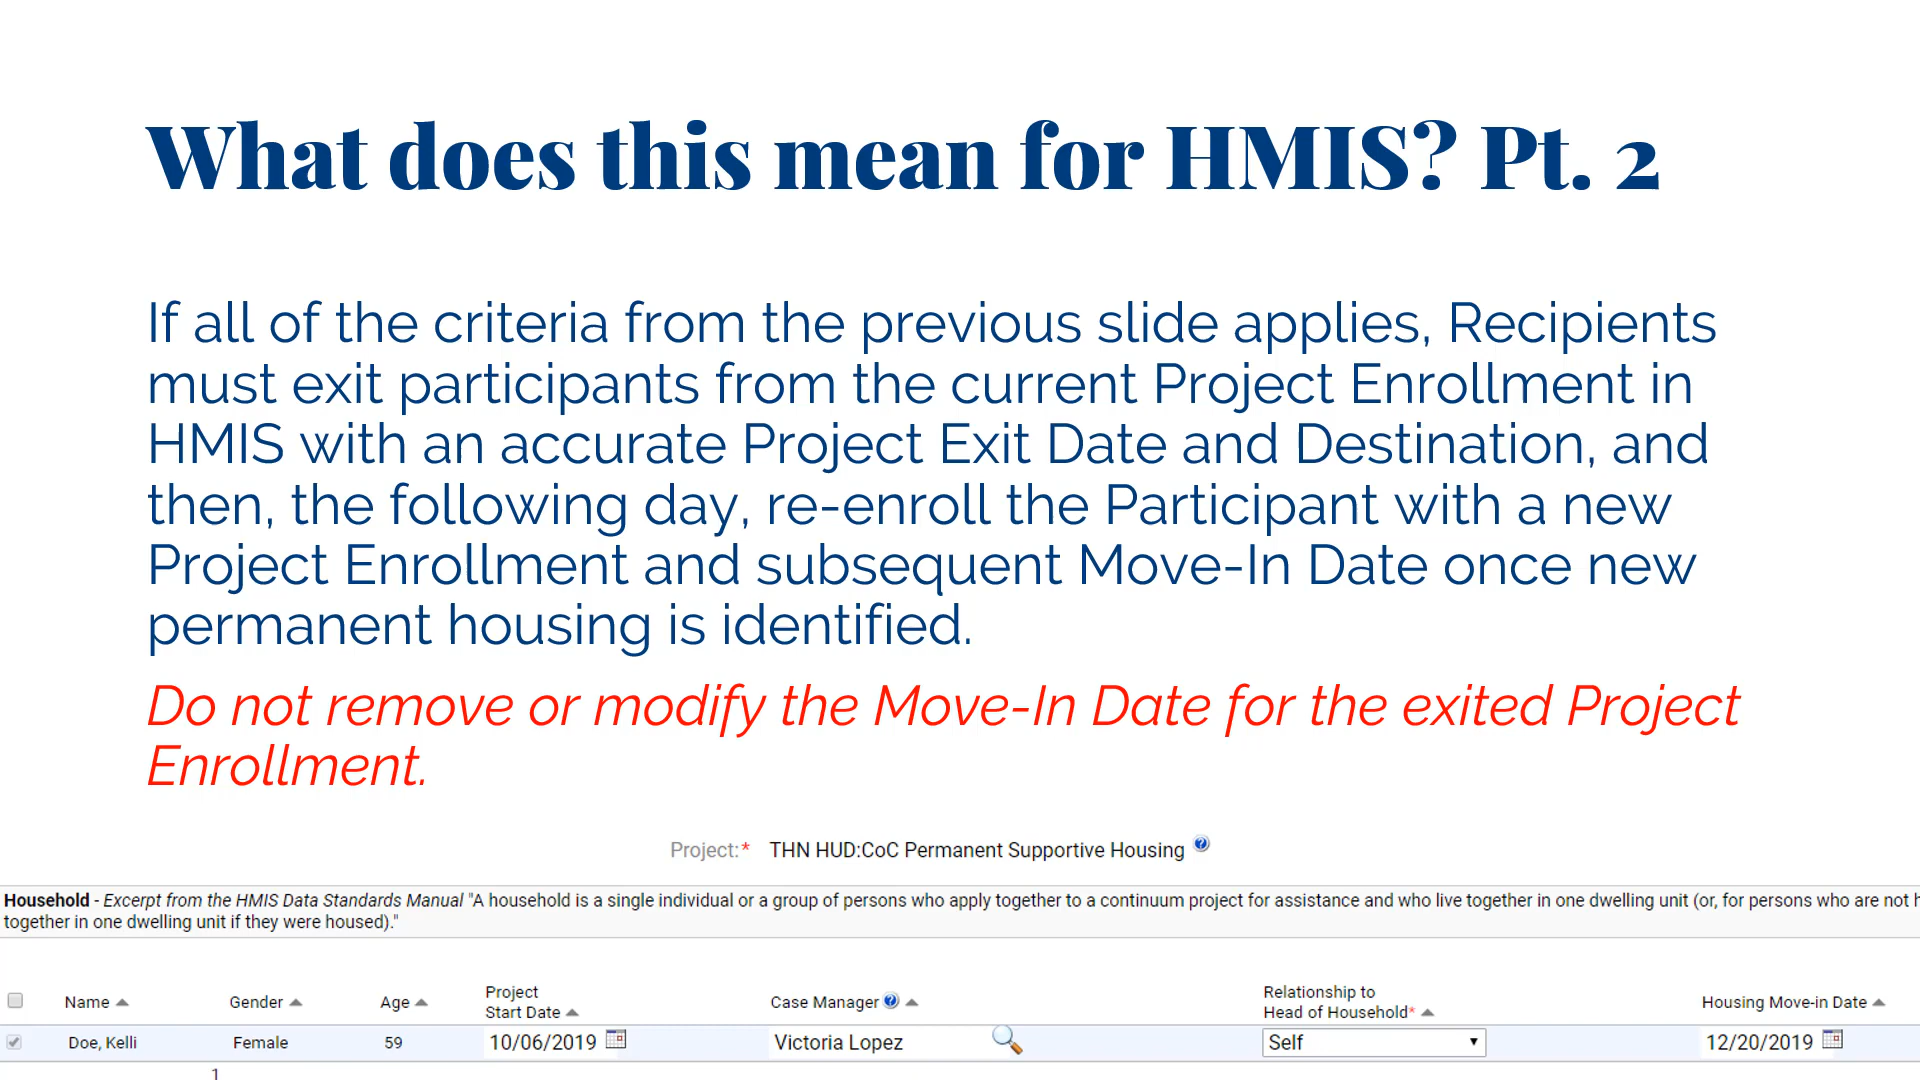 What does this mean for HMIS? Pt. 2
If all of the criteria from the previous slide applies, Recipients
must exit participants from the current Project Enrollment in
HMIS with an accurate Project Exit Date and Destination, and
then, the following day, re-enroll the Participant with a new
Project Enrollment and subsequent Move-In Date once new
permanent housing is identified.
Do not remove or modify the Move-In Date for the exited Project
Enrollment.
Project:* THN HUD:CoC Permanent Supportive Housing
Household - Excerpt from the HMIS Data Standards Manual "A household is a single individual or a group of persons who apply together to a continuum project for assistance and who live together in one dwelling unit (or, for persons who are not
together in one dwelling unit if they were housed)."
Name Gender Age Project Start Date Case Manager Relationship to Head of Household* Housing Move-in Date
Doe, Kelli Female 59 10/06/2019 Victoria Lopez Self 12/20/2019
1